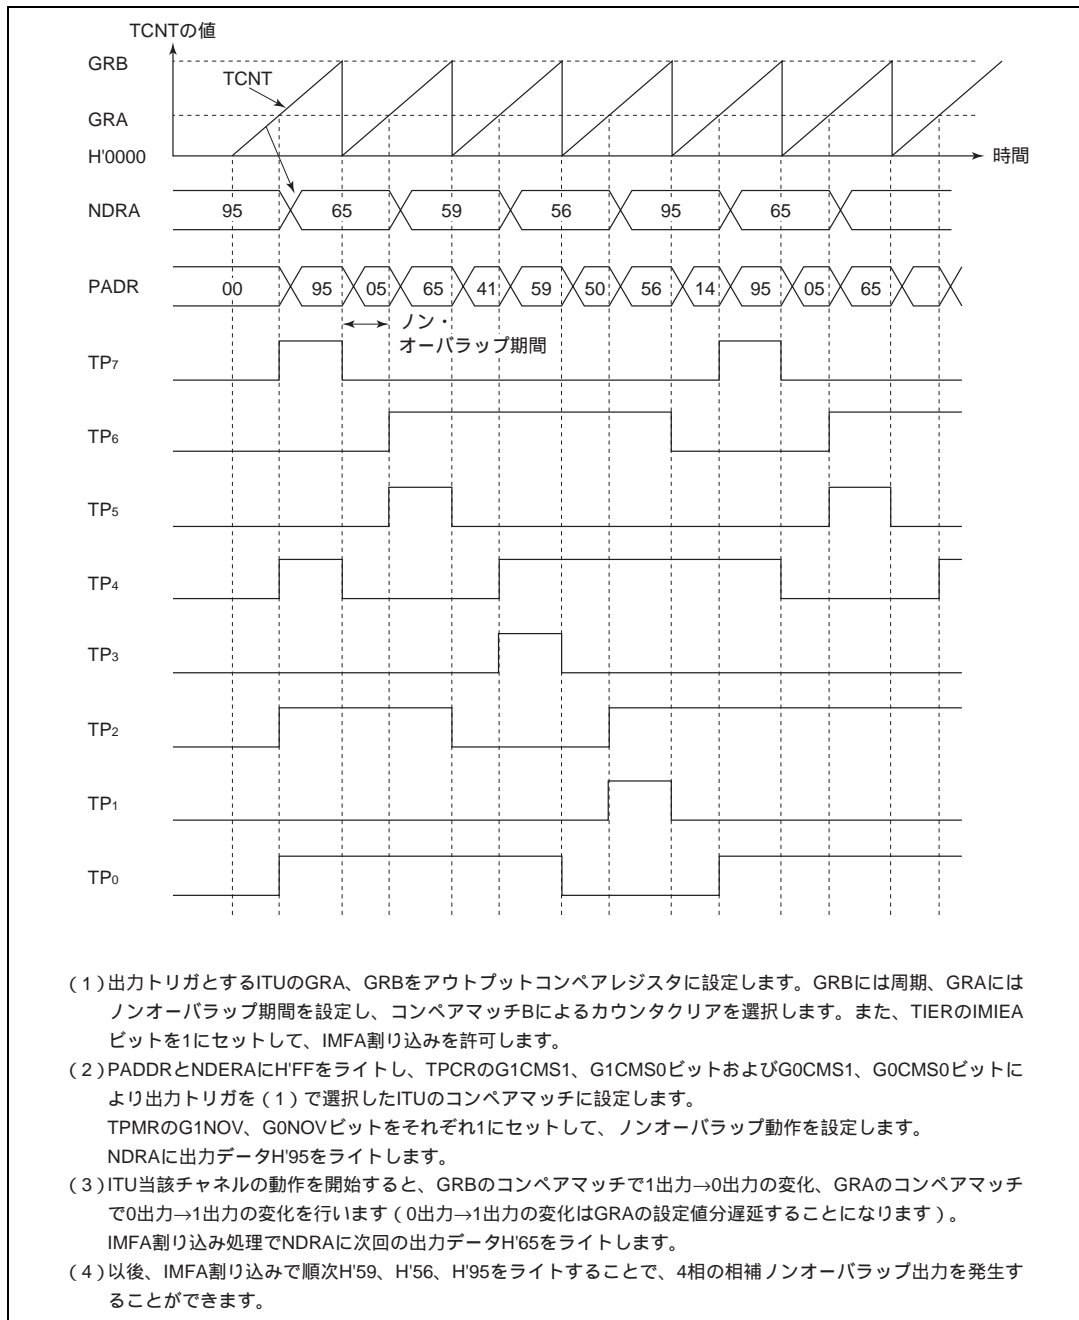 TCNTの値
GRB
TCNT
GRA
H'0000
時間
NDRA 95 65 59 56 95 65
PADR 00 95 05 65 41 59 50 56 14 95 05 65
ノン・
オーバラップ期間
TP7
TP6
TP5
TP4
TP3
TP2
TP1
TP0
(1)出力トリガとするITUのGRA、GRBをアウトプットコンペアレジスタに設定します。GRBには周期、GRAには
ノンオーバラップ期間を設定し、コンペアマッチBによるカウンタクリアを選択します。また、TIERのIMIEA
ビットを1にセットして、IMFA割り込みを許可します。
(2)PADDRとNDERAにH'FFをライトし、TPCRのG1CMS1、G1CMS0ビットおよびG0CMS1、G0CMS0ビットに
より出力トリガを(1)で選択したITUのコンペアマッチに設定します。
TPMRのG1NOV、G0NOVビットをそれぞれ1にセットして、ノンオーバラップ動作を設定します。
NDRAに出力データH'95をライトします。
(3)ITU当該チャネルの動作を開始すると、GRBのコンペアマッチで1出力→0出力の変化、GRAのコンペアマッチ
で0出力→1出力の変化を行います(0出力→1出力の変化はGRAの設定値分遅延することになります)。
IMFA割り込み処理でNDRAに次回の出力データH'65をライトします。
(4)以後、IMFA割り込みで順次H'59、H'56、H'95をライトすることで、4相の相補ノンオーバラップ出力を発生す
ることができます。